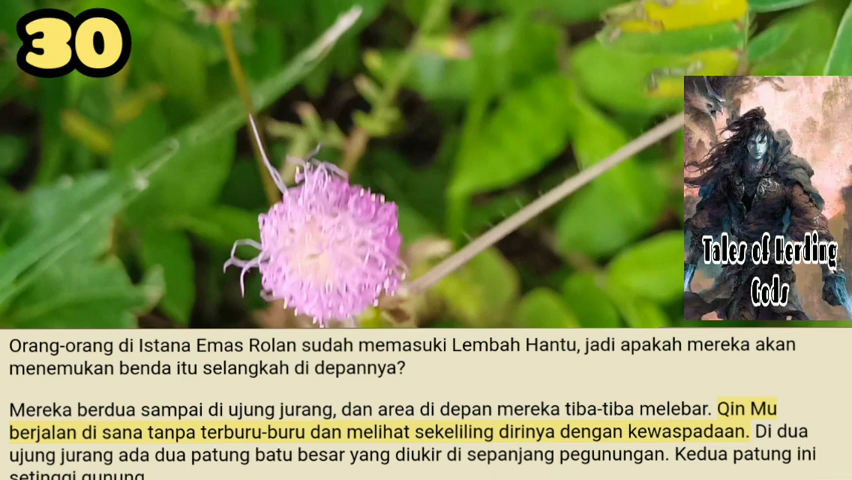 30
Tales of Herding
Gods
Orang-orang di Istana Emas Rolan sudah memasuki Lembah Hantu, jadi apakah mereka akan
menemukan benda itu selangkah di depannya?
Mereka berdua sampai di ujung jurang, dan area di depan mereka tiba-tiba melebar. Qin Mu
berjalan di sana tanpa terburu-buru dan melihat sekeliling dirinya dengan kewaspadaan. Di dua
ujung jurang ada dua patung batu besar yang diukir di sepanjang pegunungan. Kedua patung ini
setinggi gunung.